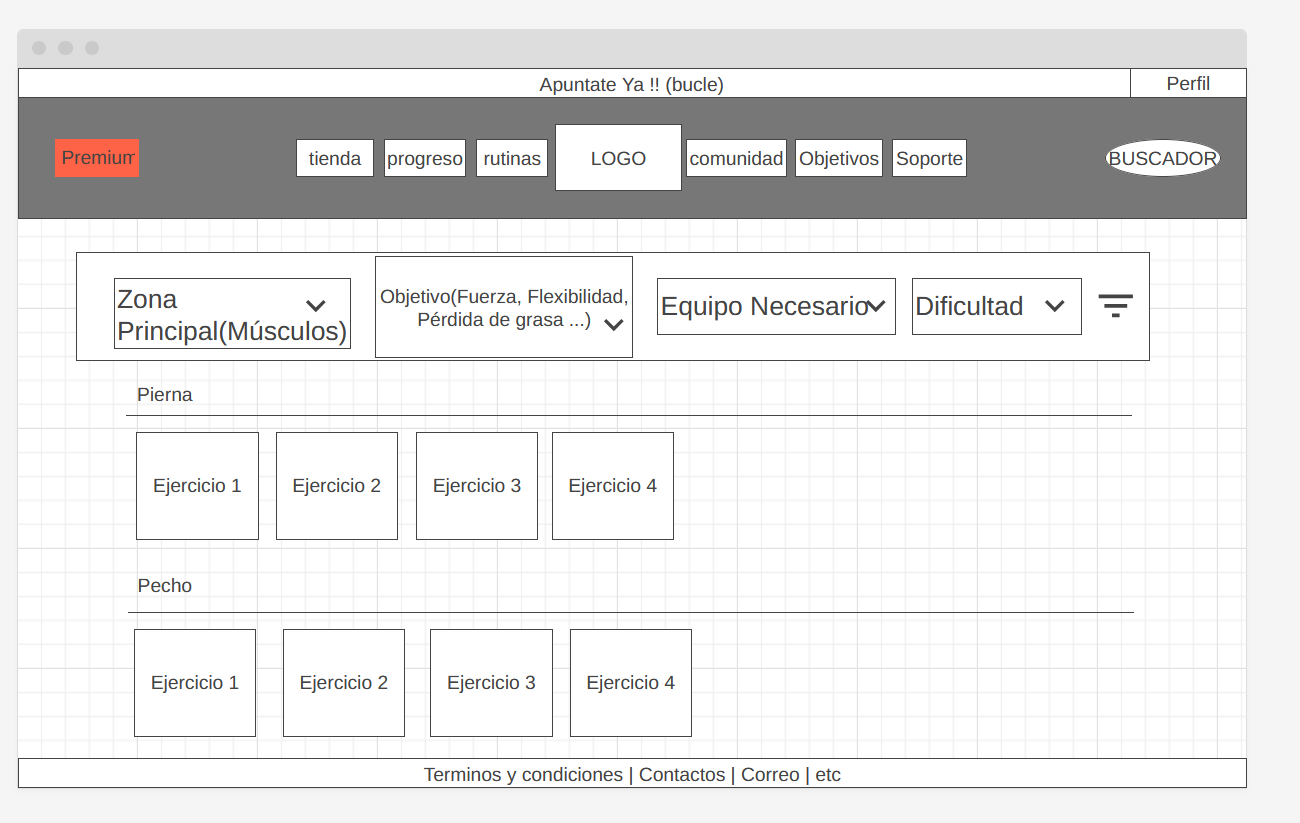 Apuntate Ya !! (bucle)
Perfil
Premium
tienda
progreso
rutinas
LOGO
comunidad
Objetivos
Soporte
BUSCADOR
Zona
Principal(Músculos)
Objetivo(Fuerza, Flexibilidad,
Pérdida de grasa ...)
Equipo Necesario
Dificultad
Pierna
Ejercicio 1
Ejercicio 2
Ejercicio 3
Ejercicio 4
Pecho
Ejercicio 1
Ejercicio 2
Ejercicio 3
Ejercicio 4
Terminos y condiciones | Contactos | Correo | etc